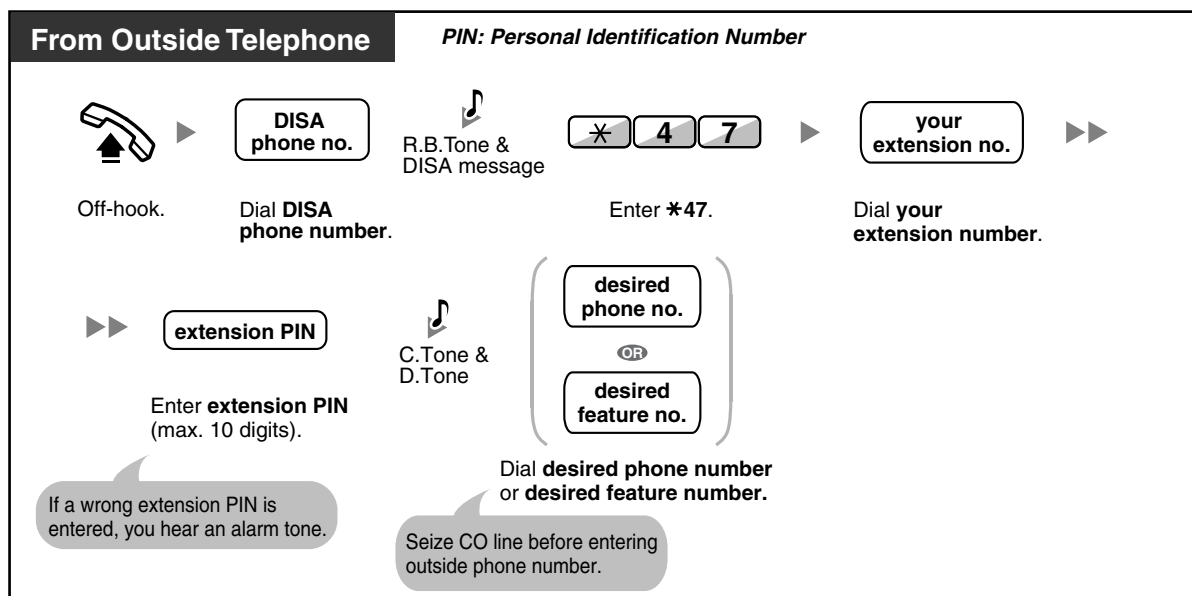 From Outside Telephone
PIN: Personal Identification Number
DISA
phone no.
R.B.Tone &
DISA message
* 4 7
your
extension no.
Off-hook.
Dial DISA
phone number.
Enter *47.
Dial your
extension number.
extension PIN
C.Tone &
D.Tone
desired
phone no.
OR
desired
feature no.
Enter extension PIN
(max. 10 digits).
Dial desired phone number
or desired feature number.
If a wrong extension PIN is
entered, you hear an alarm tone.
Seize CO line before entering
outside phone number.